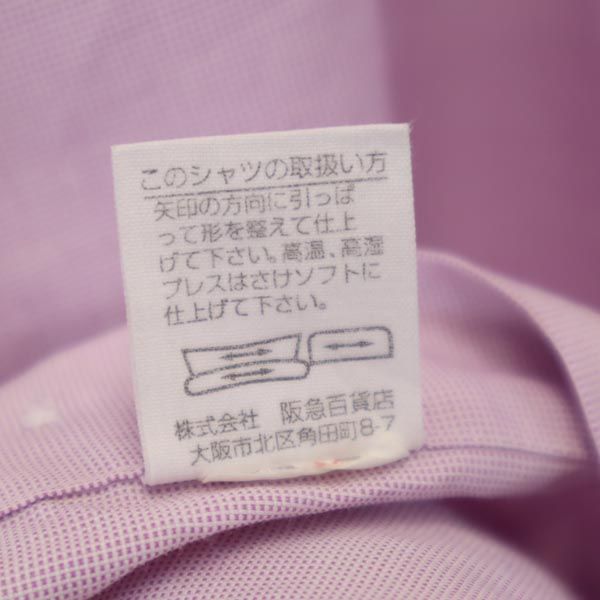 このシャツの取扱い方
矢印の方向に引っぱ
って形を整えて仕上
げて下さい。高温、高湿
プレスはさけソフトに
仕上げて下さい。
株式会社 阪急百貨店
大阪市北区角田町8-7